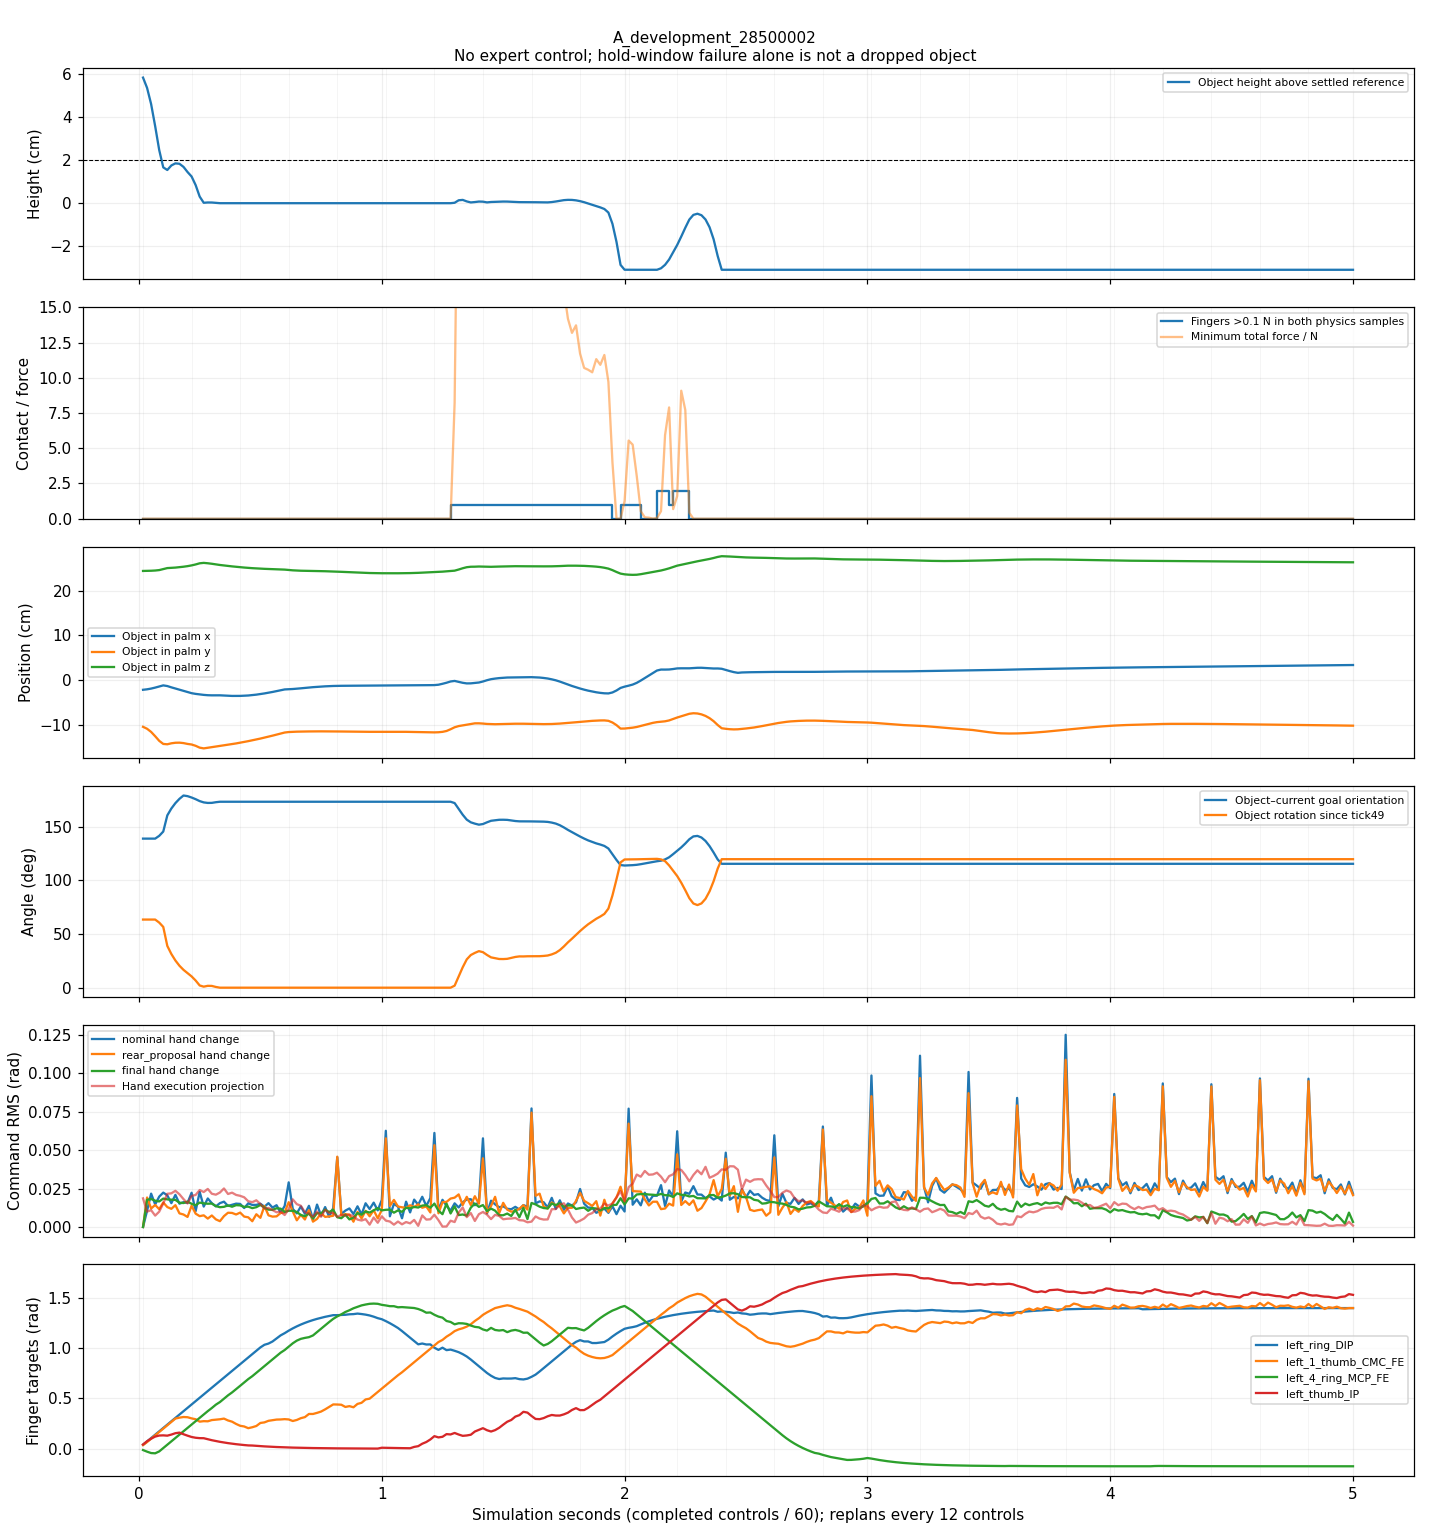 A_development_28500002
No expert control; hold-window failure alone is not a dropped object
Height (cm)
6
4
2
0
−2
Object height above settled reference
Contact / force
15.0
12.5
10.0
7.5
5.0
2.5
0.0
Fingers >0.1 N in both physics samples
Minimum total force / N
Position (cm)
20
10
0
−10
Object in palm x
Object in palm y
Object in palm z
Angle (deg)
150
100
50
0
Object–current goal orientation
Object rotation since tick49
Command RMS (rad)
0.125
0.100
0.075
0.050
0.025
0.000
nominal hand change
rear_proposal hand change
final hand change
Hand execution projection
Finger targets (rad)
1.5
1.0
0.5
0.0
left_ring_DIP
left_1_thumb_CMC_FE
left_4_ring_MCP_FE
left_thumb_IP
0 1 2 3 4 5
Simulation seconds (completed controls / 60); replans every 12 controls